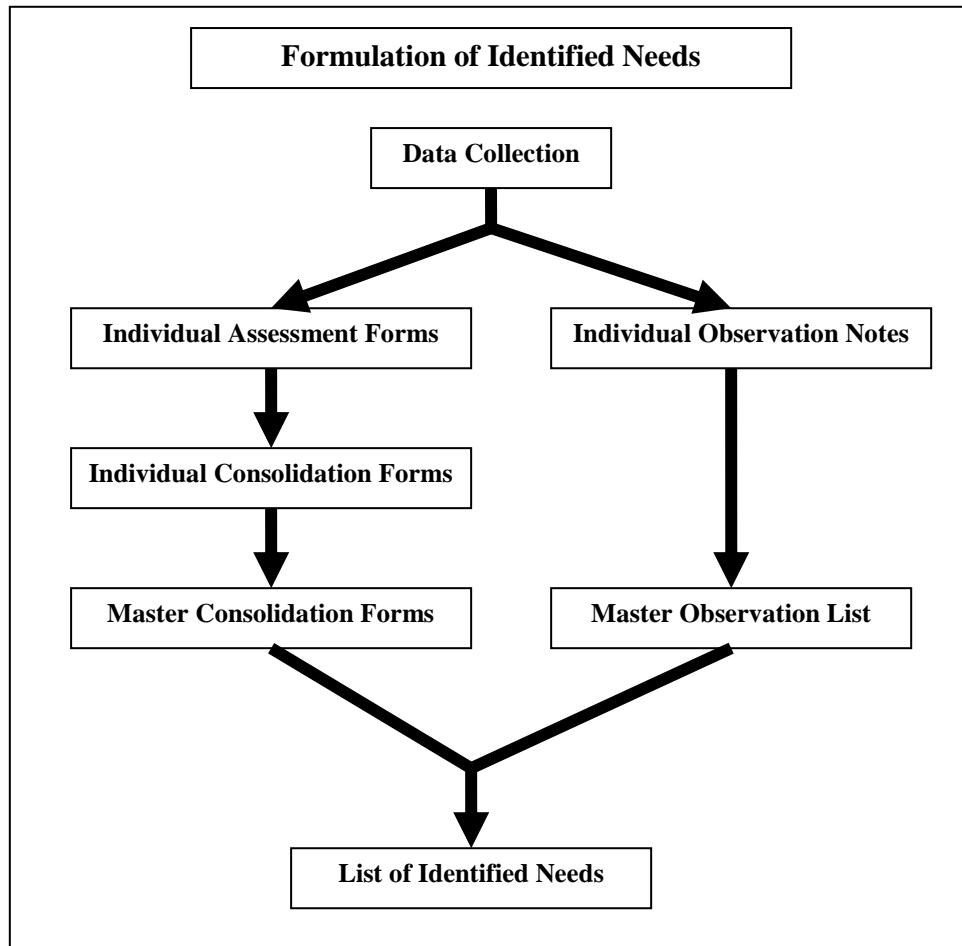 Formulation of Identified Needs
Data Collection
Individual Assessment Forms
Individual Observation Notes
Individual Consolidation Forms
Master Consolidation Forms
Master Observation List
List of Identified Needs